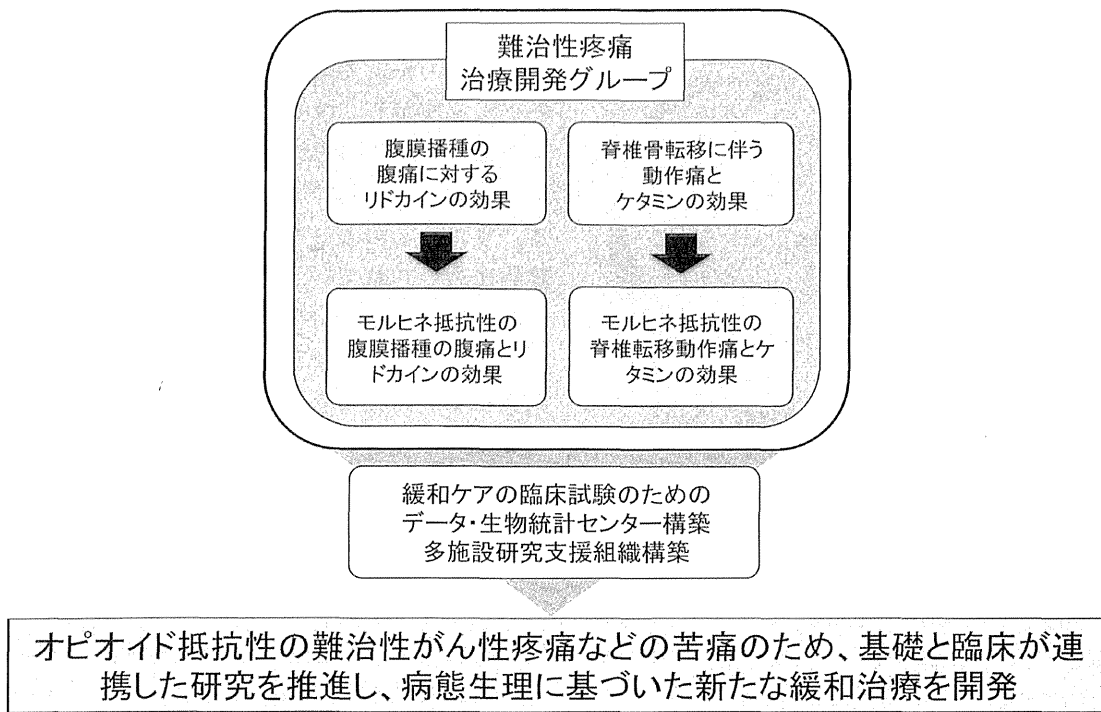 難治性疼痛
治療開発グループ
腹膜播種の
腹痛に対する
リドカインの効果
脊椎骨転移に伴う
動作痛と
ケタミンの効果
モルヒネ抵抗性の
腹膜播種の腹痛とリ
ドカインの効果
モルヒネ抵抗性の
脊椎転移動作痛とケ
タミンの効果
緩和ケアの臨床試験のための
データ・生物統計センター構築
多施設研究支援組織構築
オピオイド抵抗性の難治性がん性疼痛などの苦痛のため、基礎と臨床が連
携した研究を推進し、病態生理に基づいた新たな緩和治療を開発